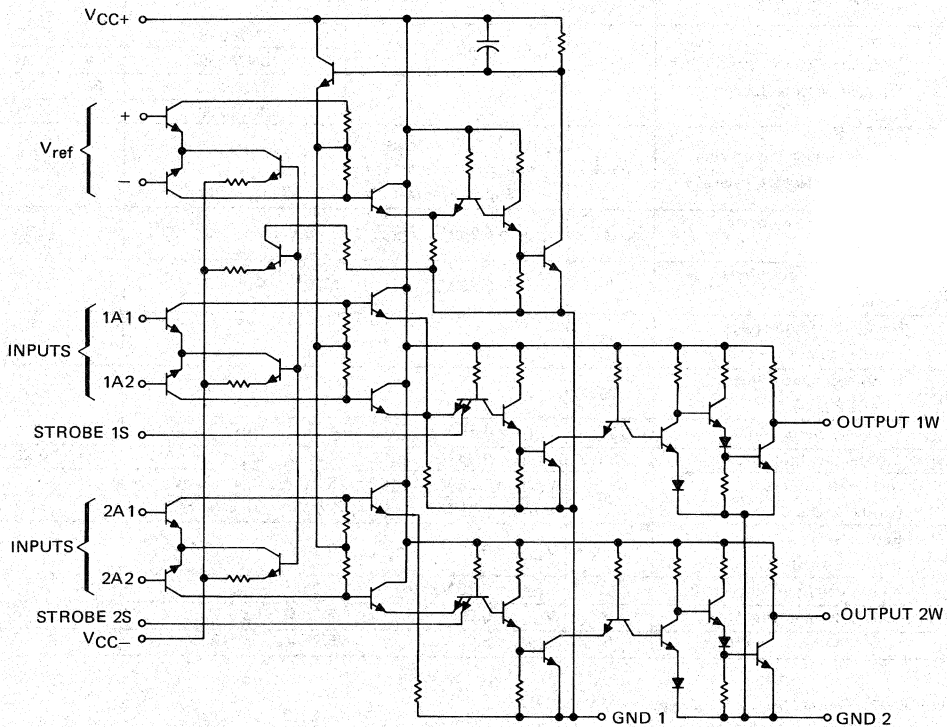 VCC+
+
Vref
−
1A1
INPUTS
1A2
STROBE 1S
OUTPUT 1W
2A1
INPUTS
2A2
STROBE 2S
OUTPUT 2W
VCC−
GND 1
GND 2